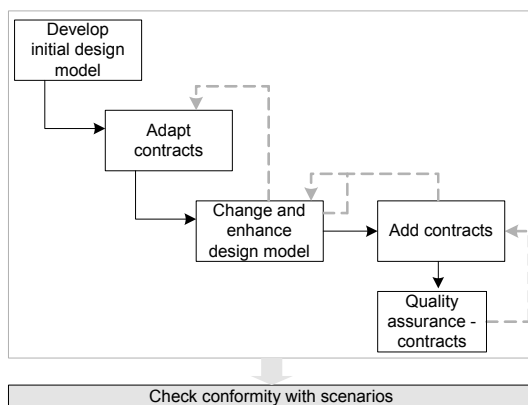 Develop
initial design
model
Adapt
contracts
Change and
enhance
design model
Add contracts
Quality
assurance -
contracts
Check conformity with scenarios